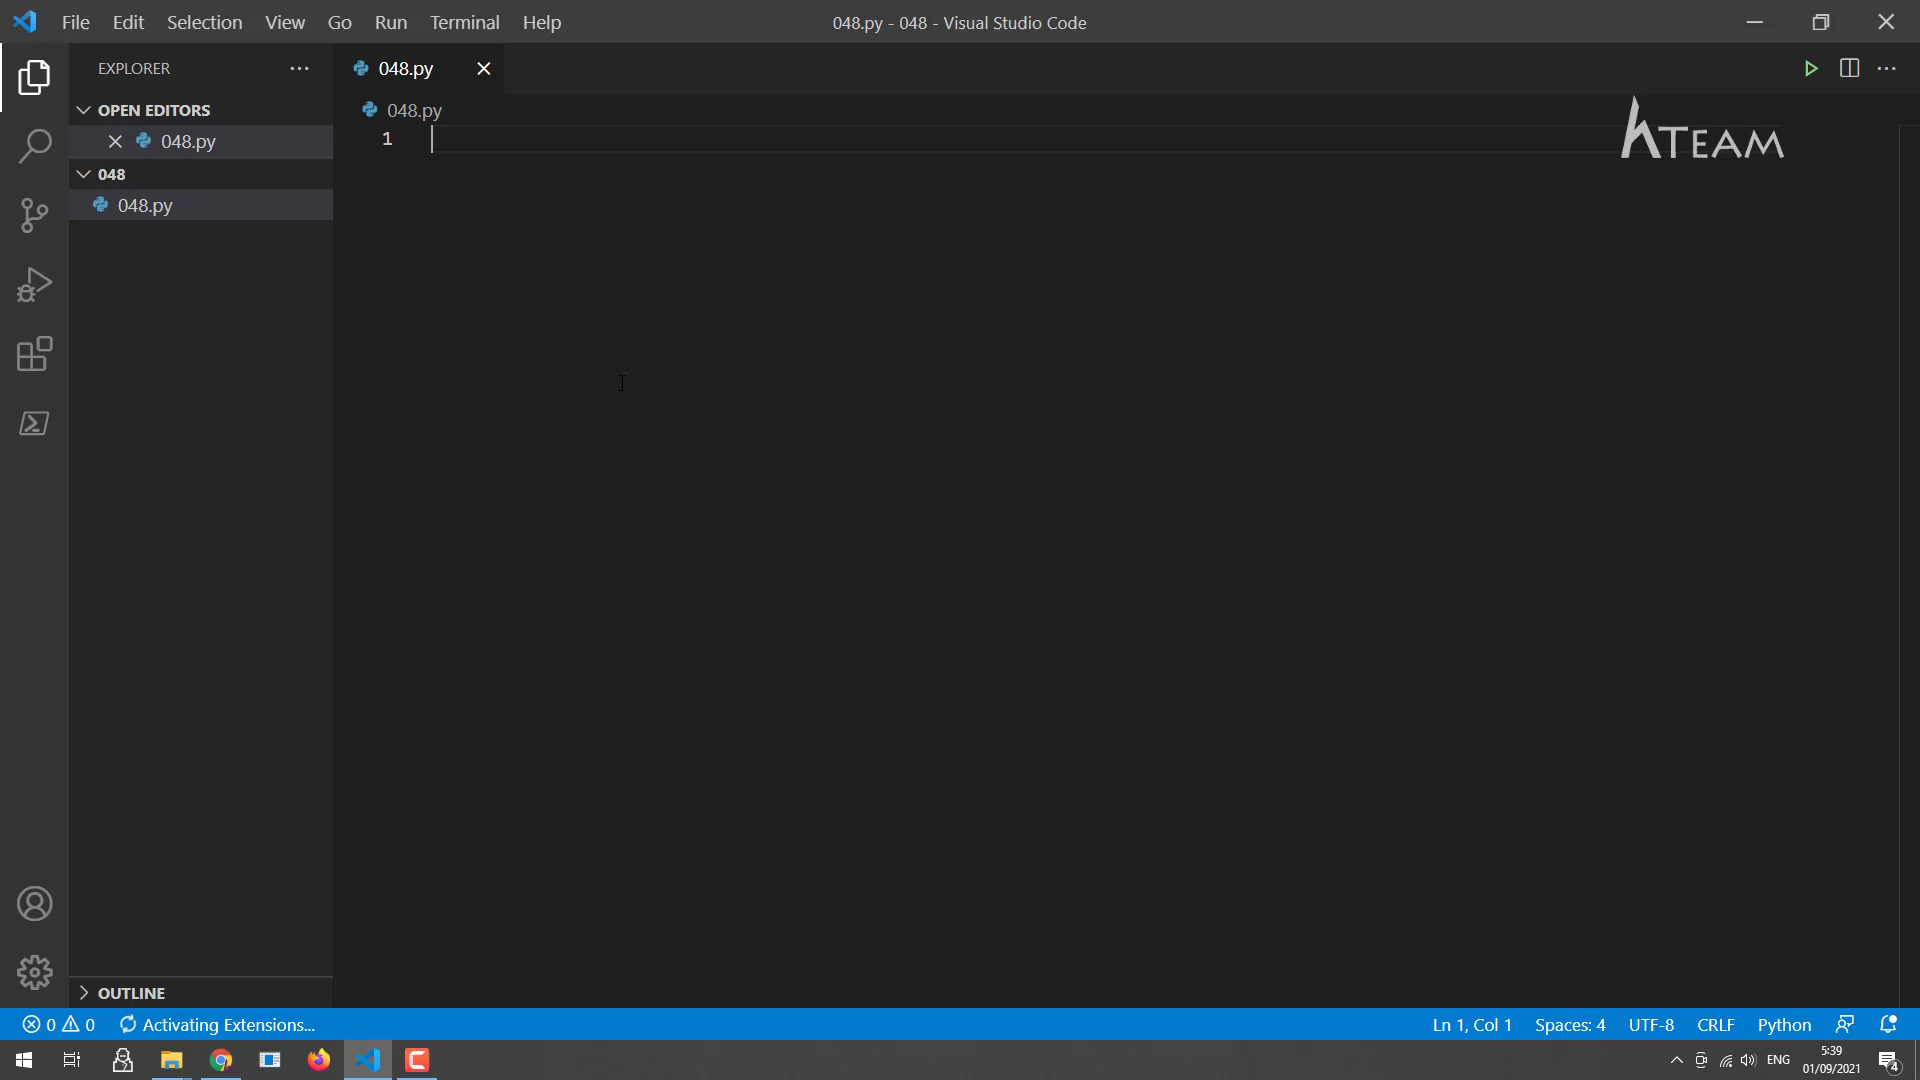 File Edit Selection View Go Run Terminal Help
048.py - 048 - Visual Studio Code
EXPLORER
048.py
OPEN EDITORS
048.py
048.py
1
hTEAM
048
048.py
OUTLINE
0 0 Activating Extensions...
Ln 1, Col 1 Spaces: 4 UTF-8 CRLF Python
ENG
5:39
01/09/2021
4